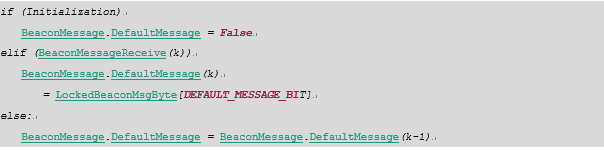 if (Initialization)
BeaconMessage.DefaultMessage = False
elif (BeaconMessageReceive(k))
BeaconMessage.DefaultMessage(k)
= LockedBeaconMsgByte[DEFAULT_MESSAGE_BIT]
else:
BeaconMessage.DefaultMessage = BeaconMessage.DefaultMessage(k-1)